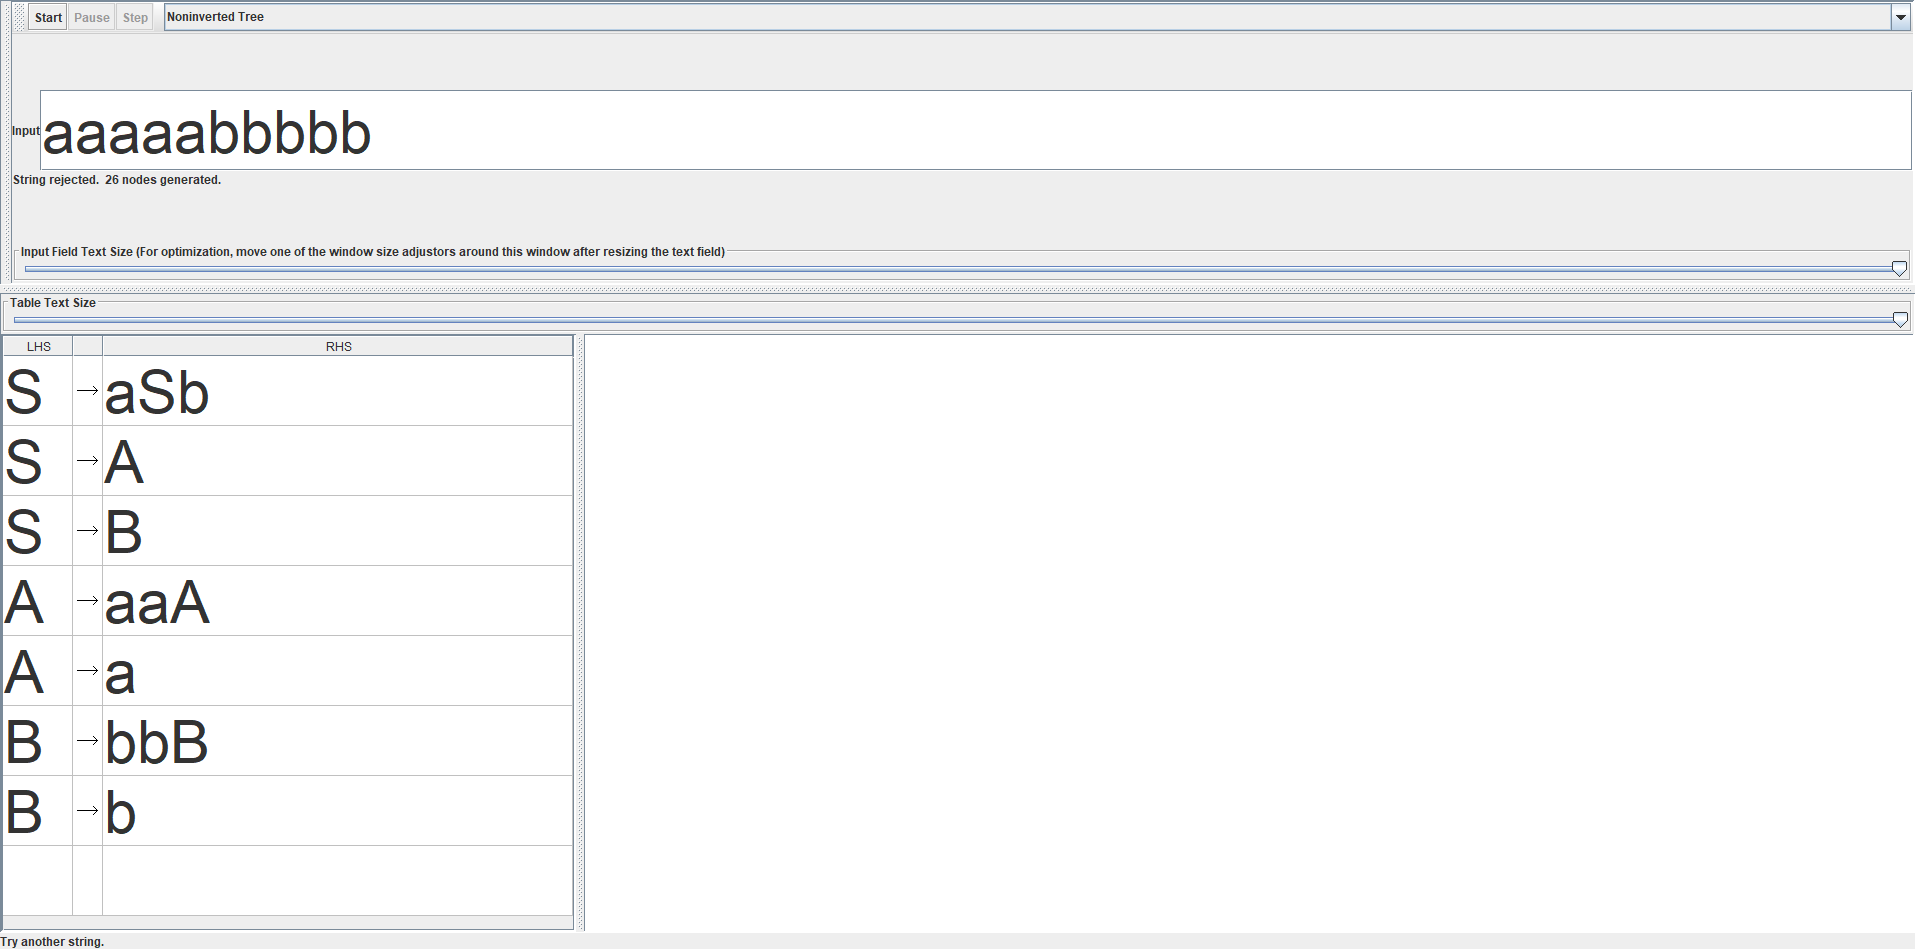 Start Pause Step Noninverted Tree
Input aaaaabbbbb
String rejected. 26 nodes generated.
Input Field Text Size (For optimization, move one of the window size adjustors around this window after resizing the text field)
Table Text Size
LHS RHS
S → aSb
S → A
S → B
A → aaA
A → a
B → bbB
B → b
Try another string.